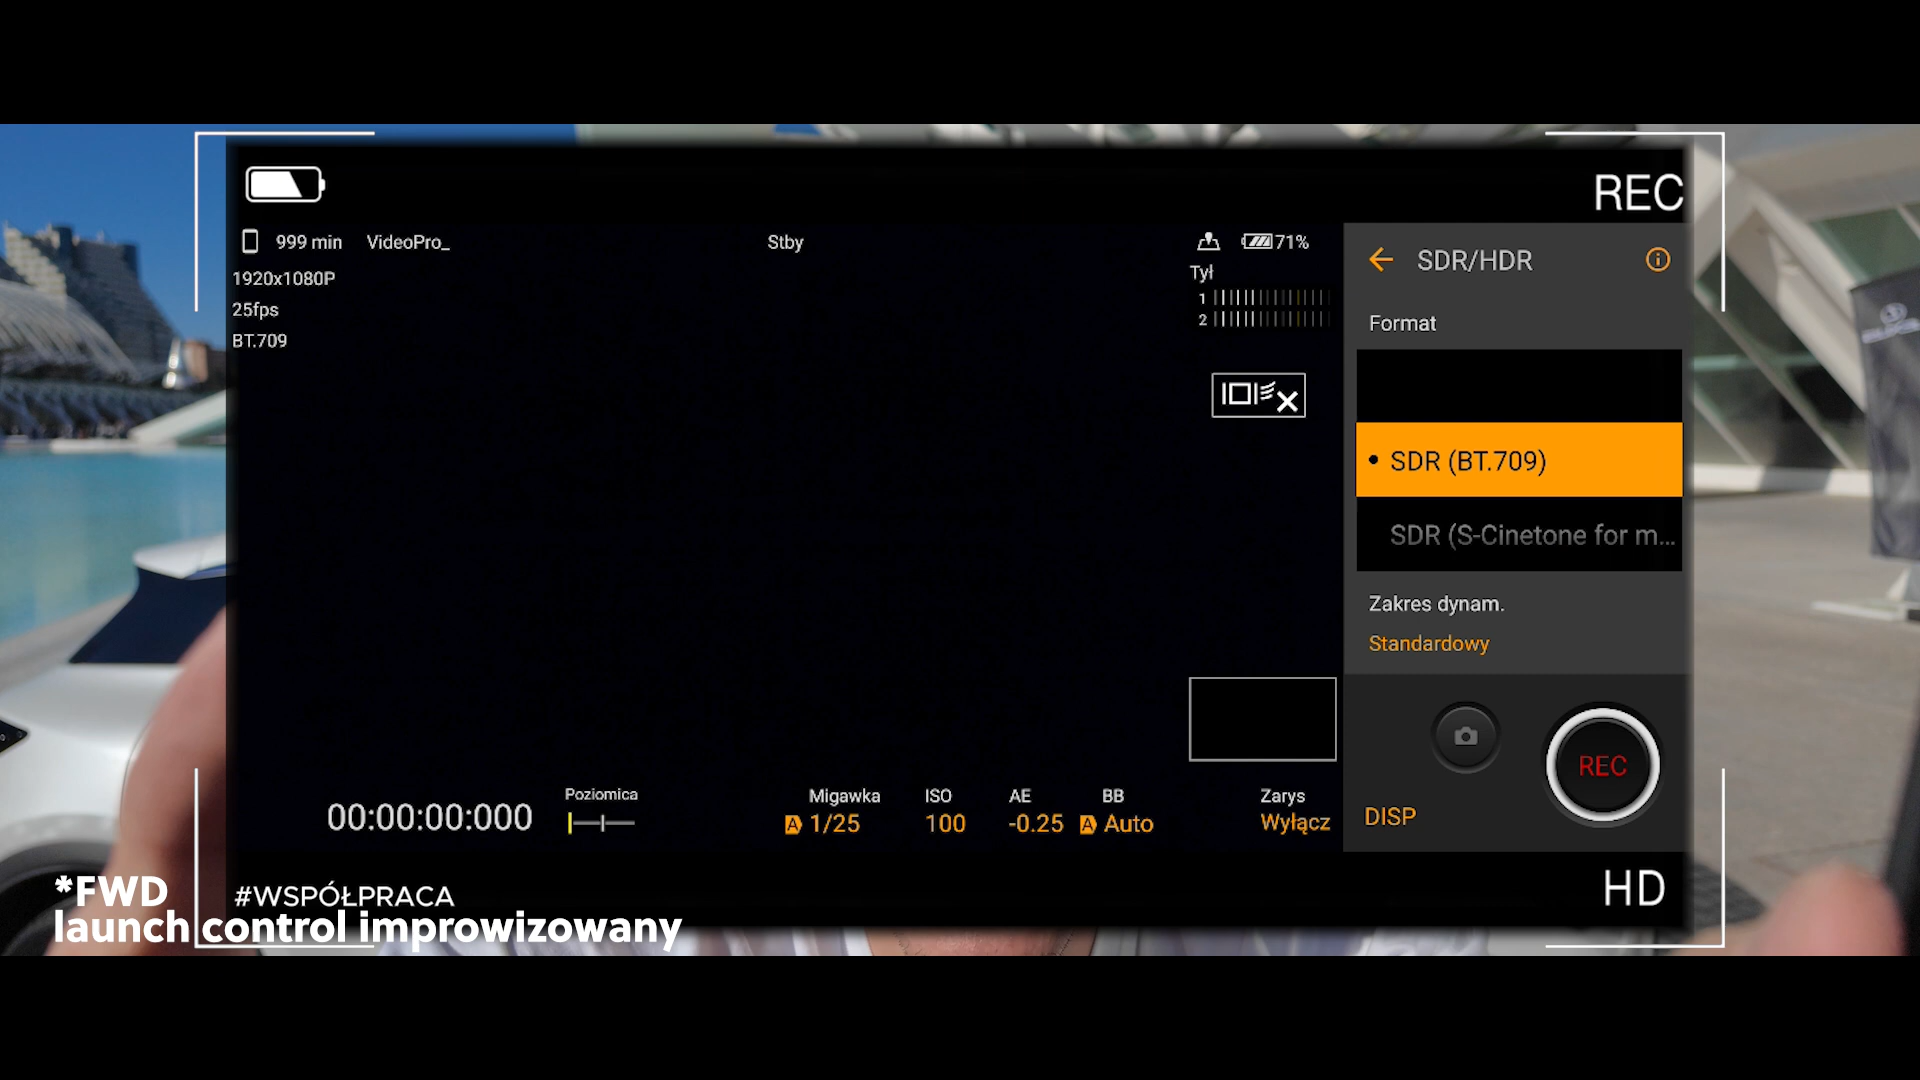 REC
999 min VideoPro_ Stby 71%
1920x1080P
25fps
BT.709
Tył
1
2
SDR/HDR
Format
SDR (BT.709)
SDR (S-Cinetone for m...
Zakres dynam.
Standardowy
REC
DISP
00:00:00:000
Poziomica
Migawka ISO AE BB Zarys
A 1/25 100 -0.25 A Auto Wyłącz
HD
#WSPÓŁPRACA
*FWD
launch control improwizowany